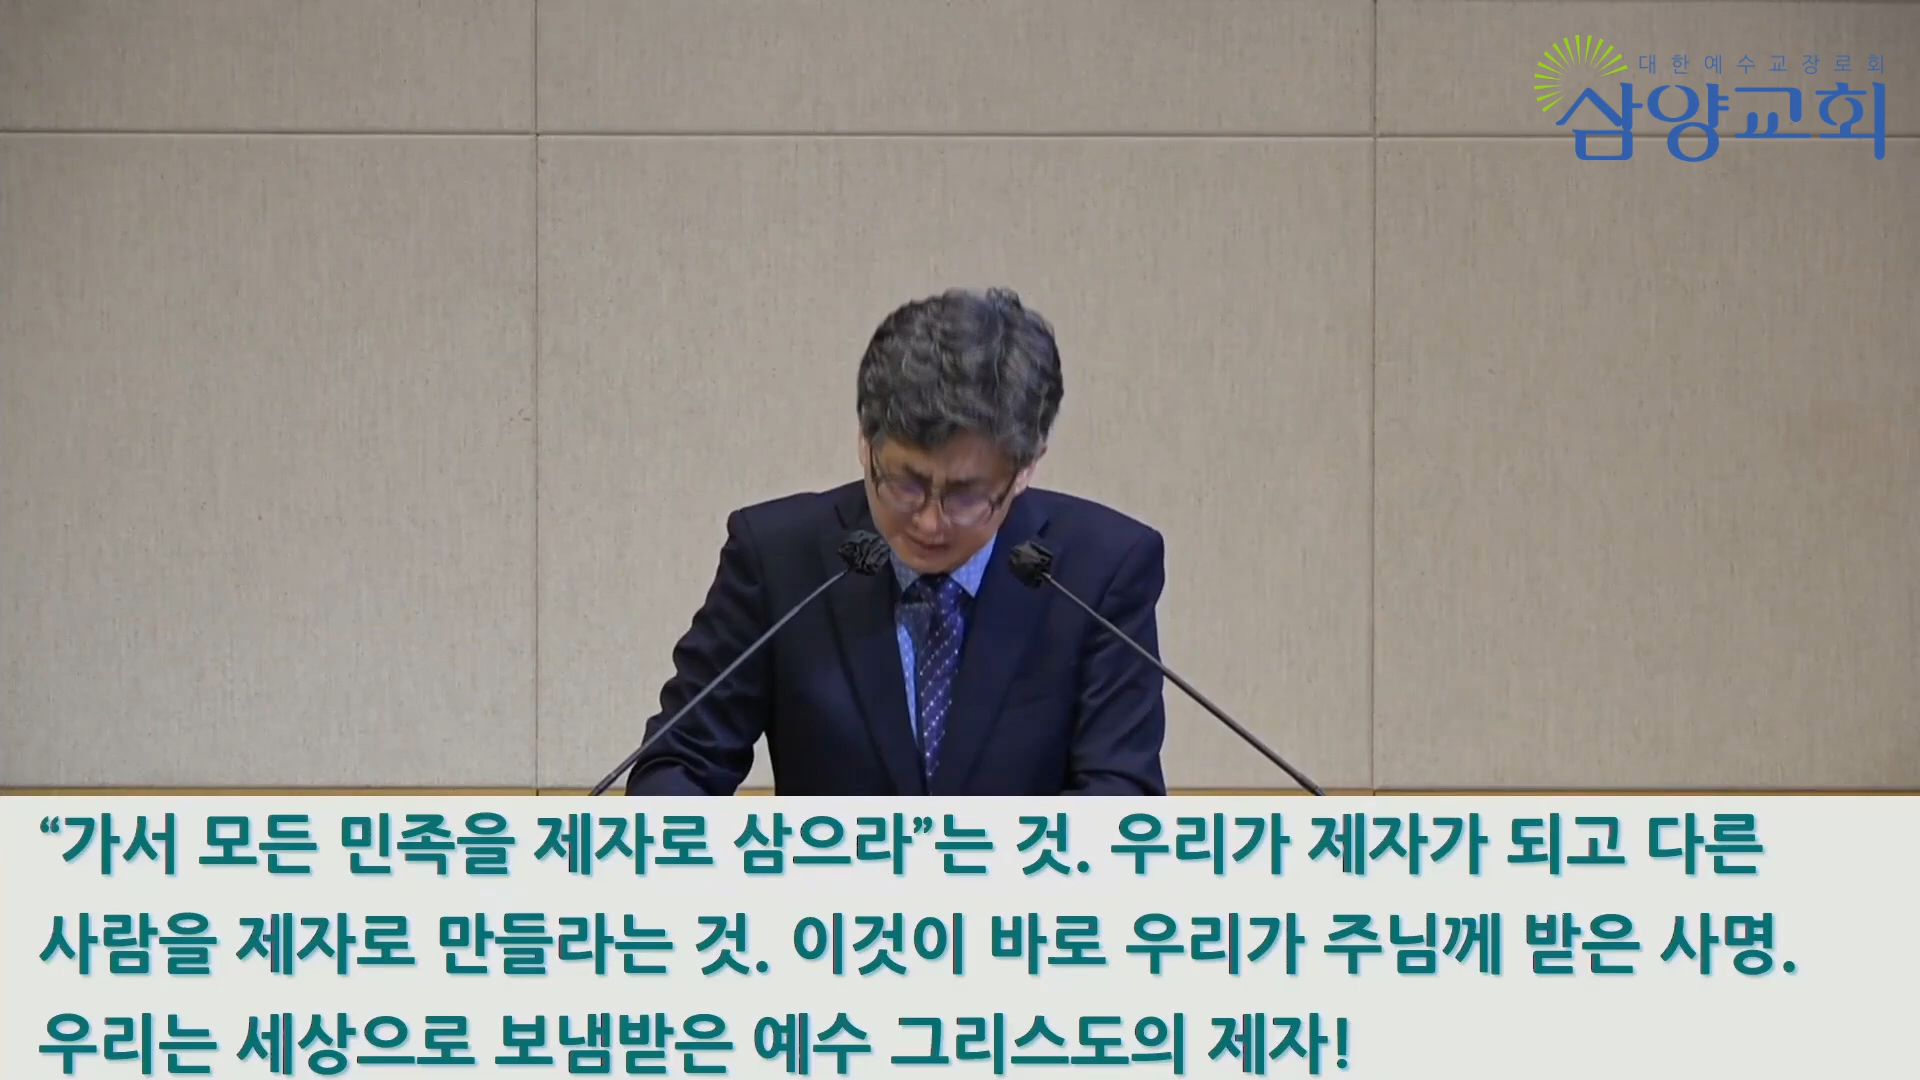 대한예수교장로회
삼양교회
“가서 모든 민족을 제자로 삼으라”는 것. 우리가 제자가 되고 다른
사람을 제자로 만들라는 것. 이것이 바로 우리가 주님께 받은 사명.
우리는 세상으로 보냄받은 예수 그리스도의 제자!